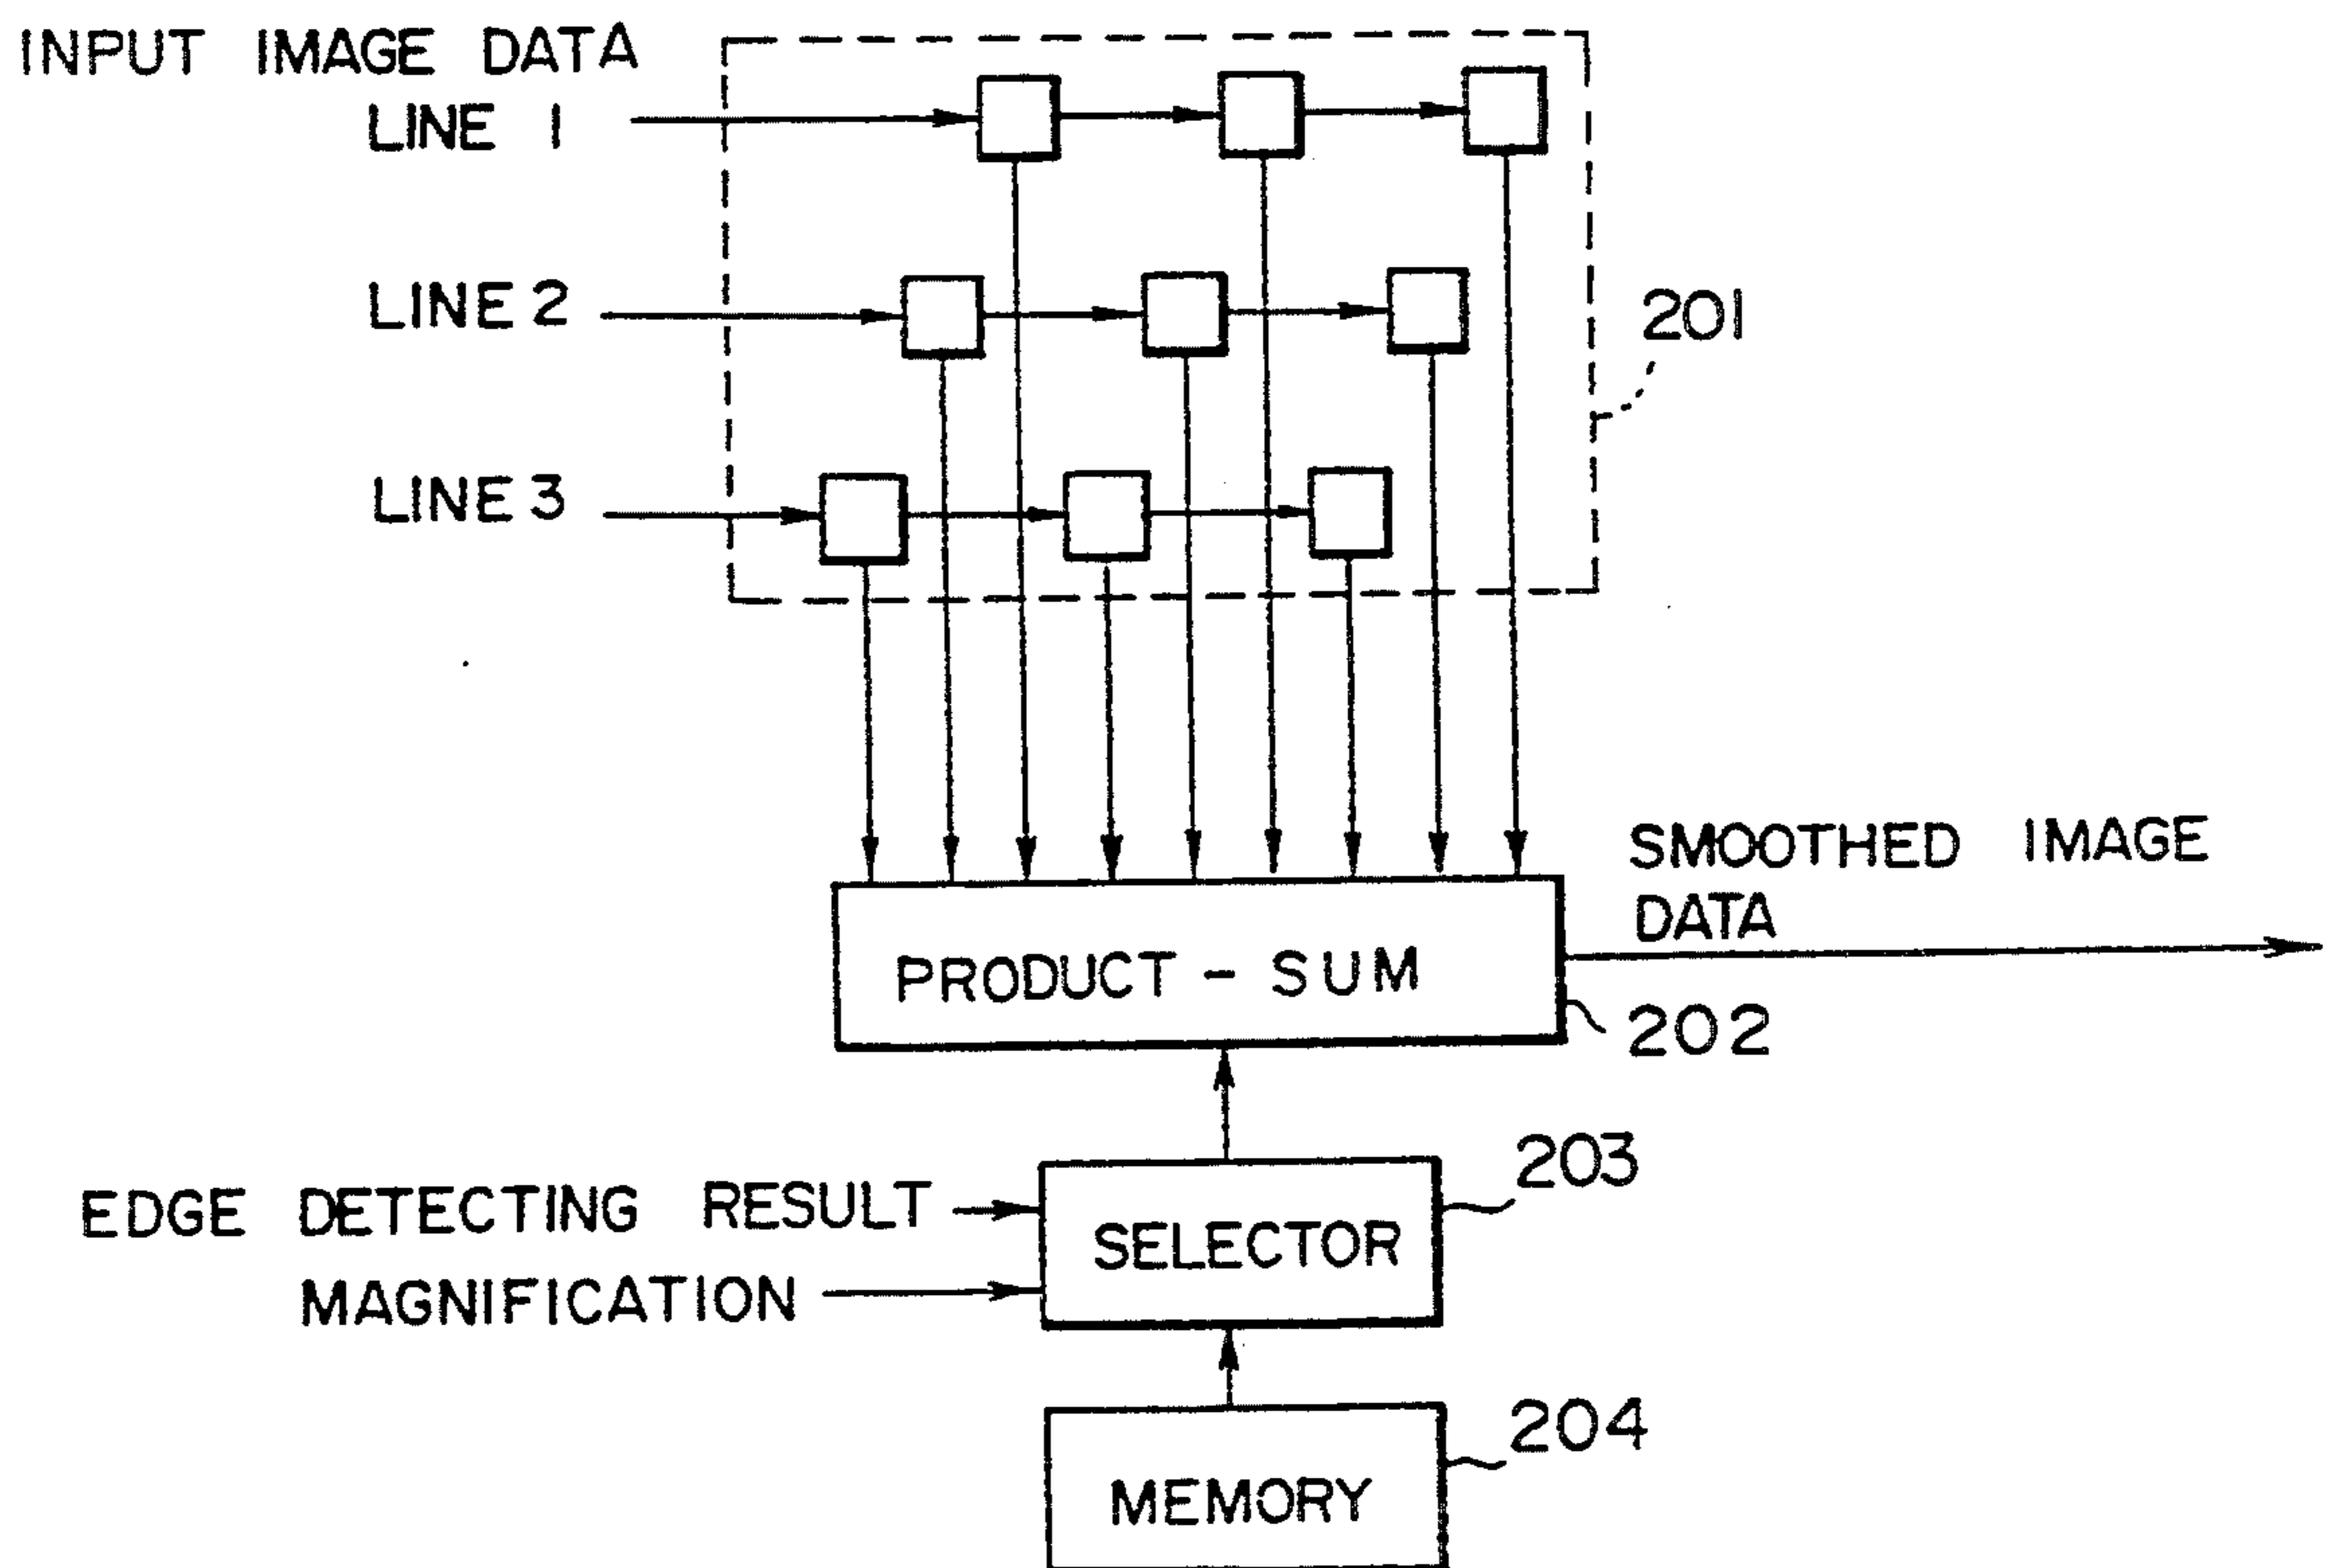 INPUT IMAGE DATA
LINE 1
LINE 2
201
LINE 3
SMOOTHED IMAGE
DATA
PRODUCT - SUM
202
203
EDGE DETECTING RESULT
SELECTOR
MAGNIFICATION
204
MEMORY